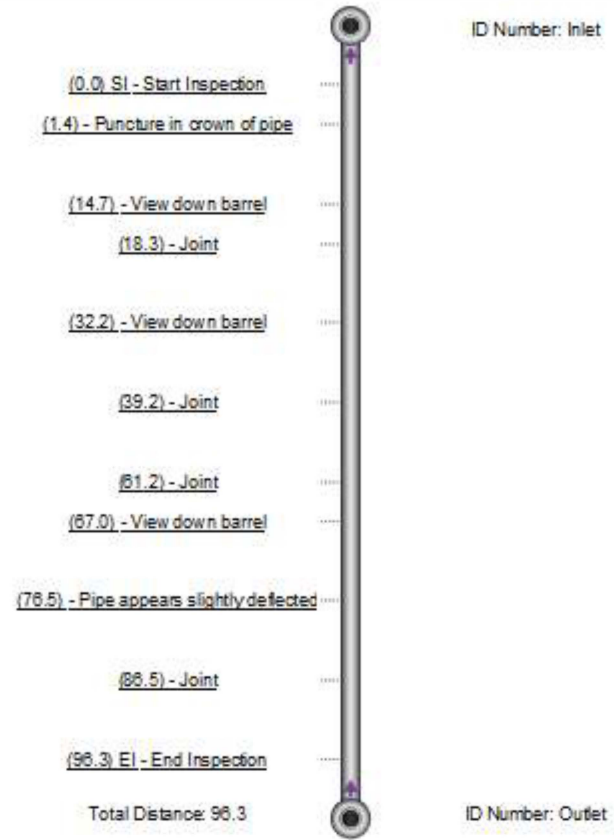 ID Number: Inlet
(0.0) SI - Start Inspection
(1.4) - Puncture in crown of pipe
(14.7) - View down barrel
(18.3) - Joint
(32.2) - View down barrel
(39.2) - Joint
(61.2) - Joint
(67.0) - View down barrel
(76.5) - Pipe appears slightly deflected
(86.5) - Joint
(96.3) EI - End Inspection
Total Distance: 96.3
ID Number: Outlet